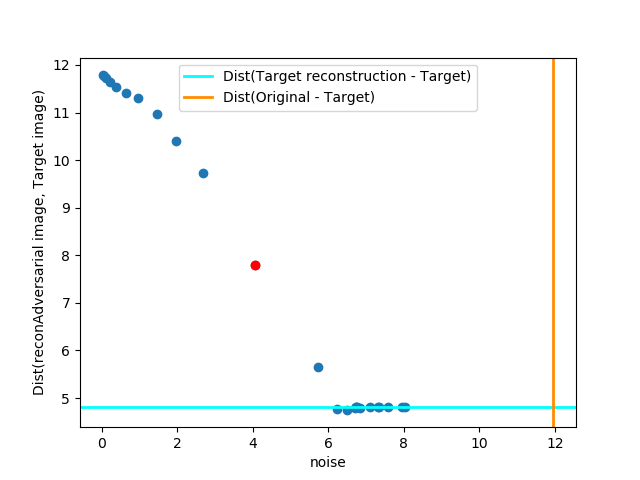 Dist(Target reconstruction - Target)
Dist(Original - Target)
Dist(reconAdversarial image, Target image)
12
11
10
9
8
7
6
5
0 2 4 6 8 10 12
noise